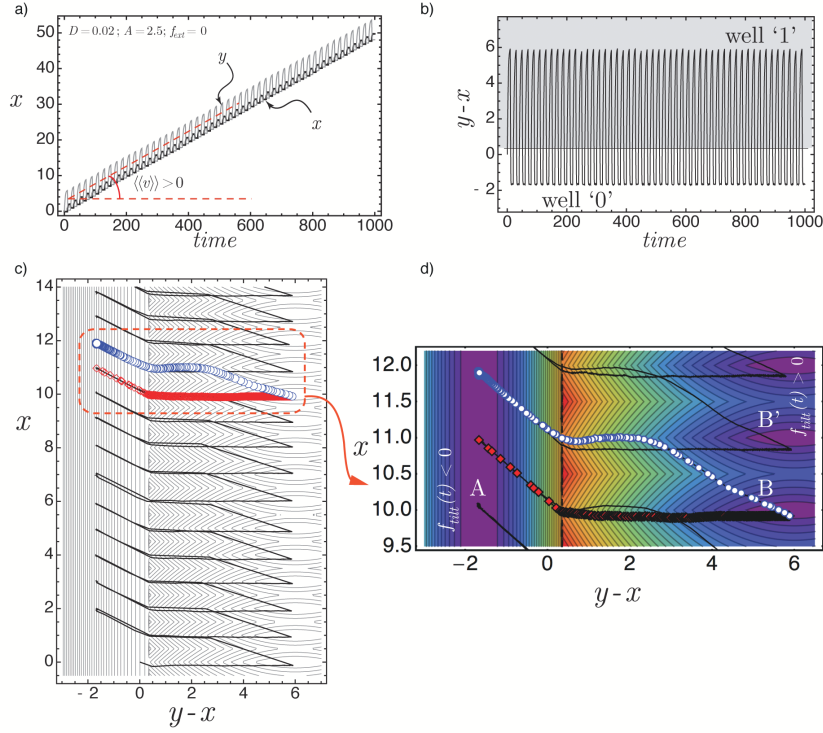 a)
D = 0.02 ; A = 2.5; f_ext = 0
50
40
30
20
10
0
x
y
x
⟨⟨v⟩⟩ > 0
0 200 400 600 800 1000
time
b)
well ‘1’
6
4
2
0
-2
y - x
well ‘0’
0 200 400 600 800 1000
time
c)
14
12
10
8
6
4
2
0
x
- 2 0 2 4 6
y - x
d)
12.0
11.5
11.0
10.5
10.0
9.5
x
f_tilt(t) < 0
A
B'
B
f_tilt(t) > 0
−2 0 2 4 6
y - x